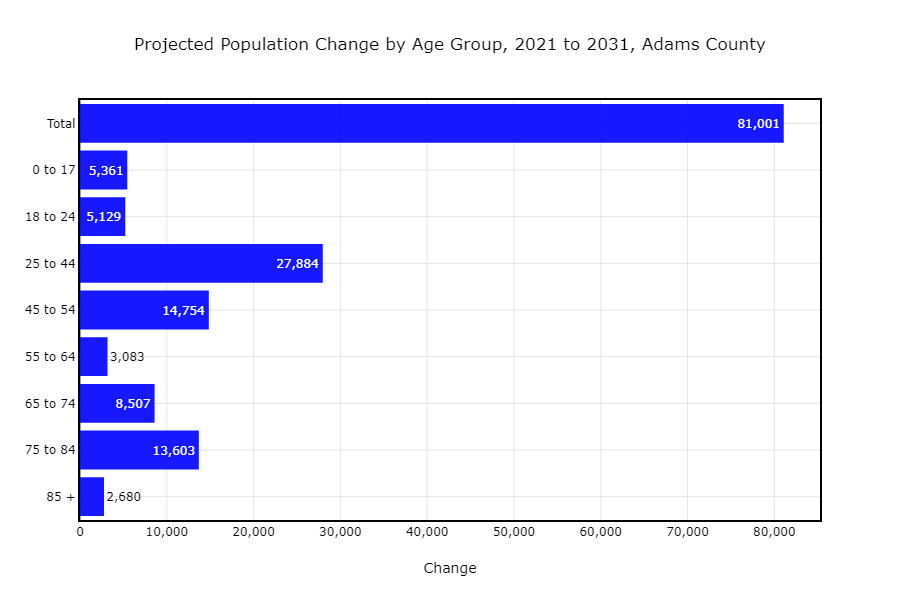 Projected Population Change by Age Group, 2021 to 2031, Adams County
Total 81,001
0 to 17 5,361
18 to 24 5,129
25 to 44 27,884
45 to 54 14,754
55 to 64 3,083
65 to 74 8,507
75 to 84 13,603
85 + 2,680
0 10,000 20,000 30,000 40,000 50,000 60,000 70,000 80,000
Change